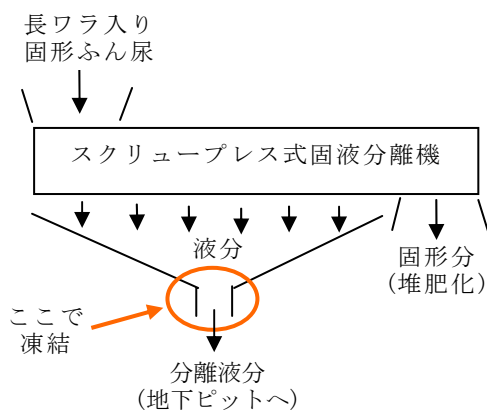 長ワラ入り
固形ふん尿
スクリュープレス式固液分離機
液分
固形分
(堆肥化)
ここで
凍結
分離液分
(地下ピットへ)